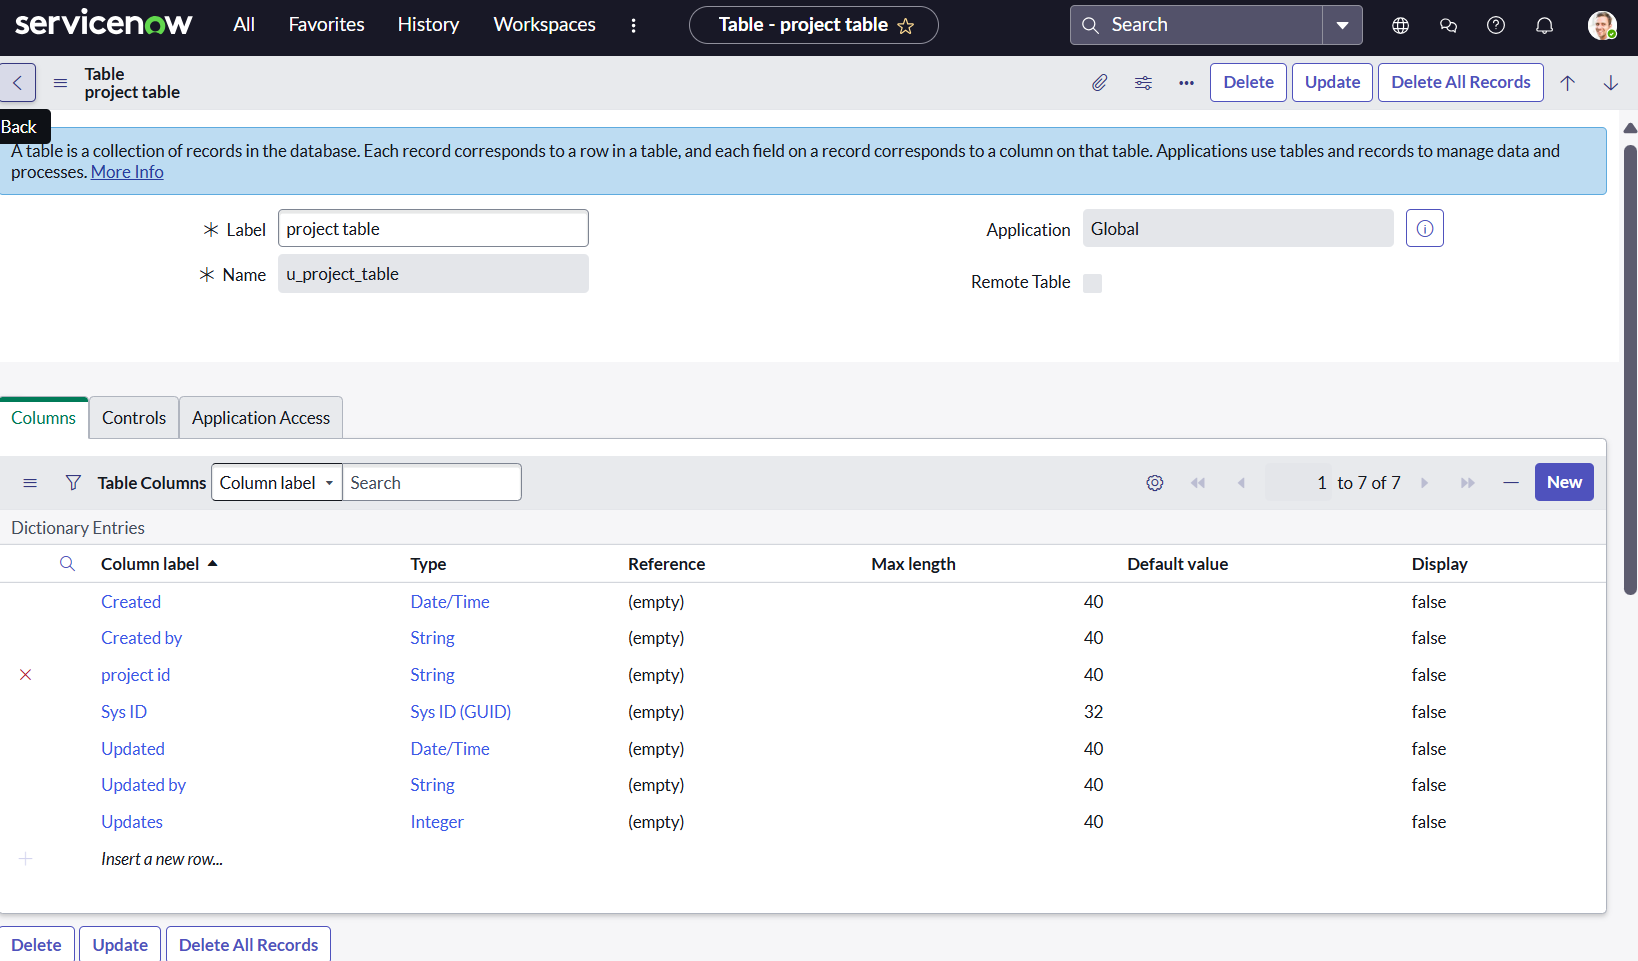 servicenow All Favorites History Workspaces Table - project table Search
Table
project table
Delete Update Delete All Records
Back
A table is a collection of records in the database. Each record corresponds to a row in a table, and each field on a record corresponds to a column on that table. Applications use tables and records to manage data and
processes. More Info
Label project table Application Global
Name u_project_table
Remote Table
Columns Controls Application Access
Table Columns Column label Search 1 to 7 of 7 New
Dictionary Entries
Column label Type Reference Max length Default value Display
Created Date/Time (empty) 40 false
Created by String (empty) 40 false
project id String (empty) 40 false
Sys ID Sys ID (GUID) (empty) 32 false
Updated Date/Time (empty) 40 false
Updated by String (empty) 40 false
Updates Integer (empty) 40 false
Insert a new row...
Delete Update Delete All Records